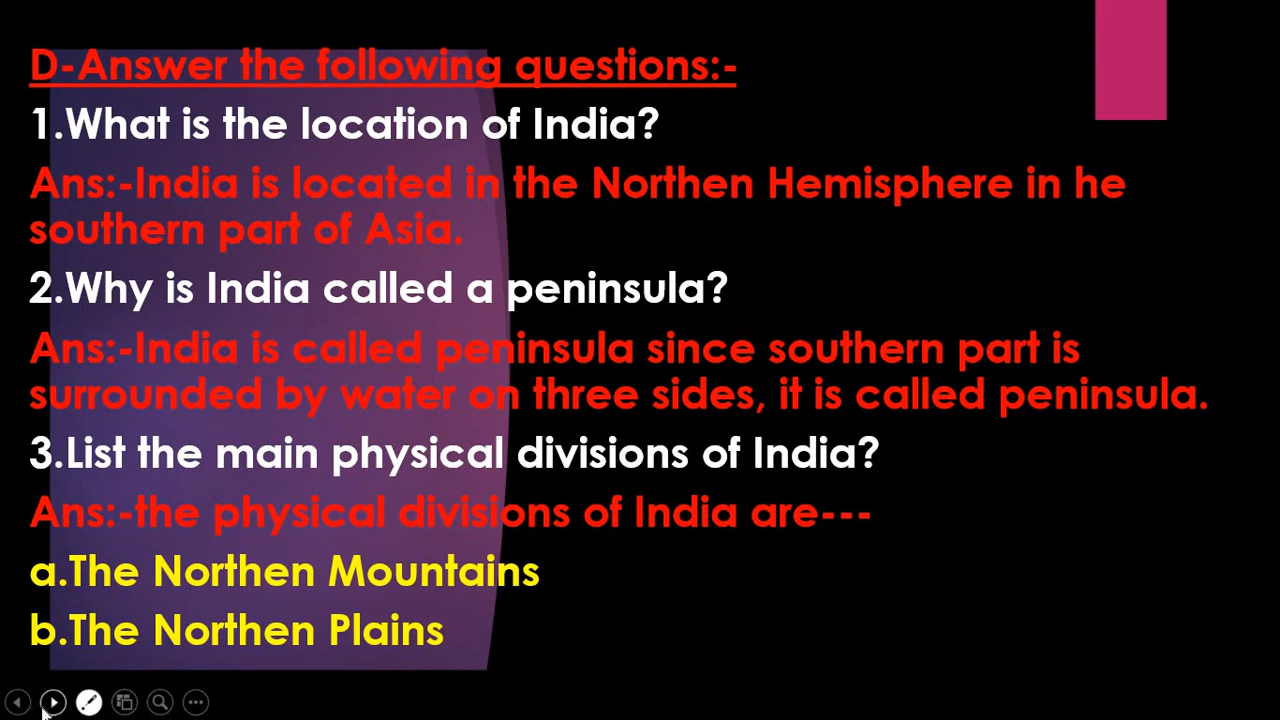 D-Answer the following questions:-
1.What is the location of India?
Ans:-India is located in the Northen Hemisphere in he
southern part of Asia.
2.Why is India called a peninsula?
Ans:-India is called peninsula since southern part is
surrounded by water on three sides, it is called peninsula.
3.List the main physical divisions of India?
Ans:-the physical divisions of India are---
a.The Northen Mountains
b.The Northen Plains